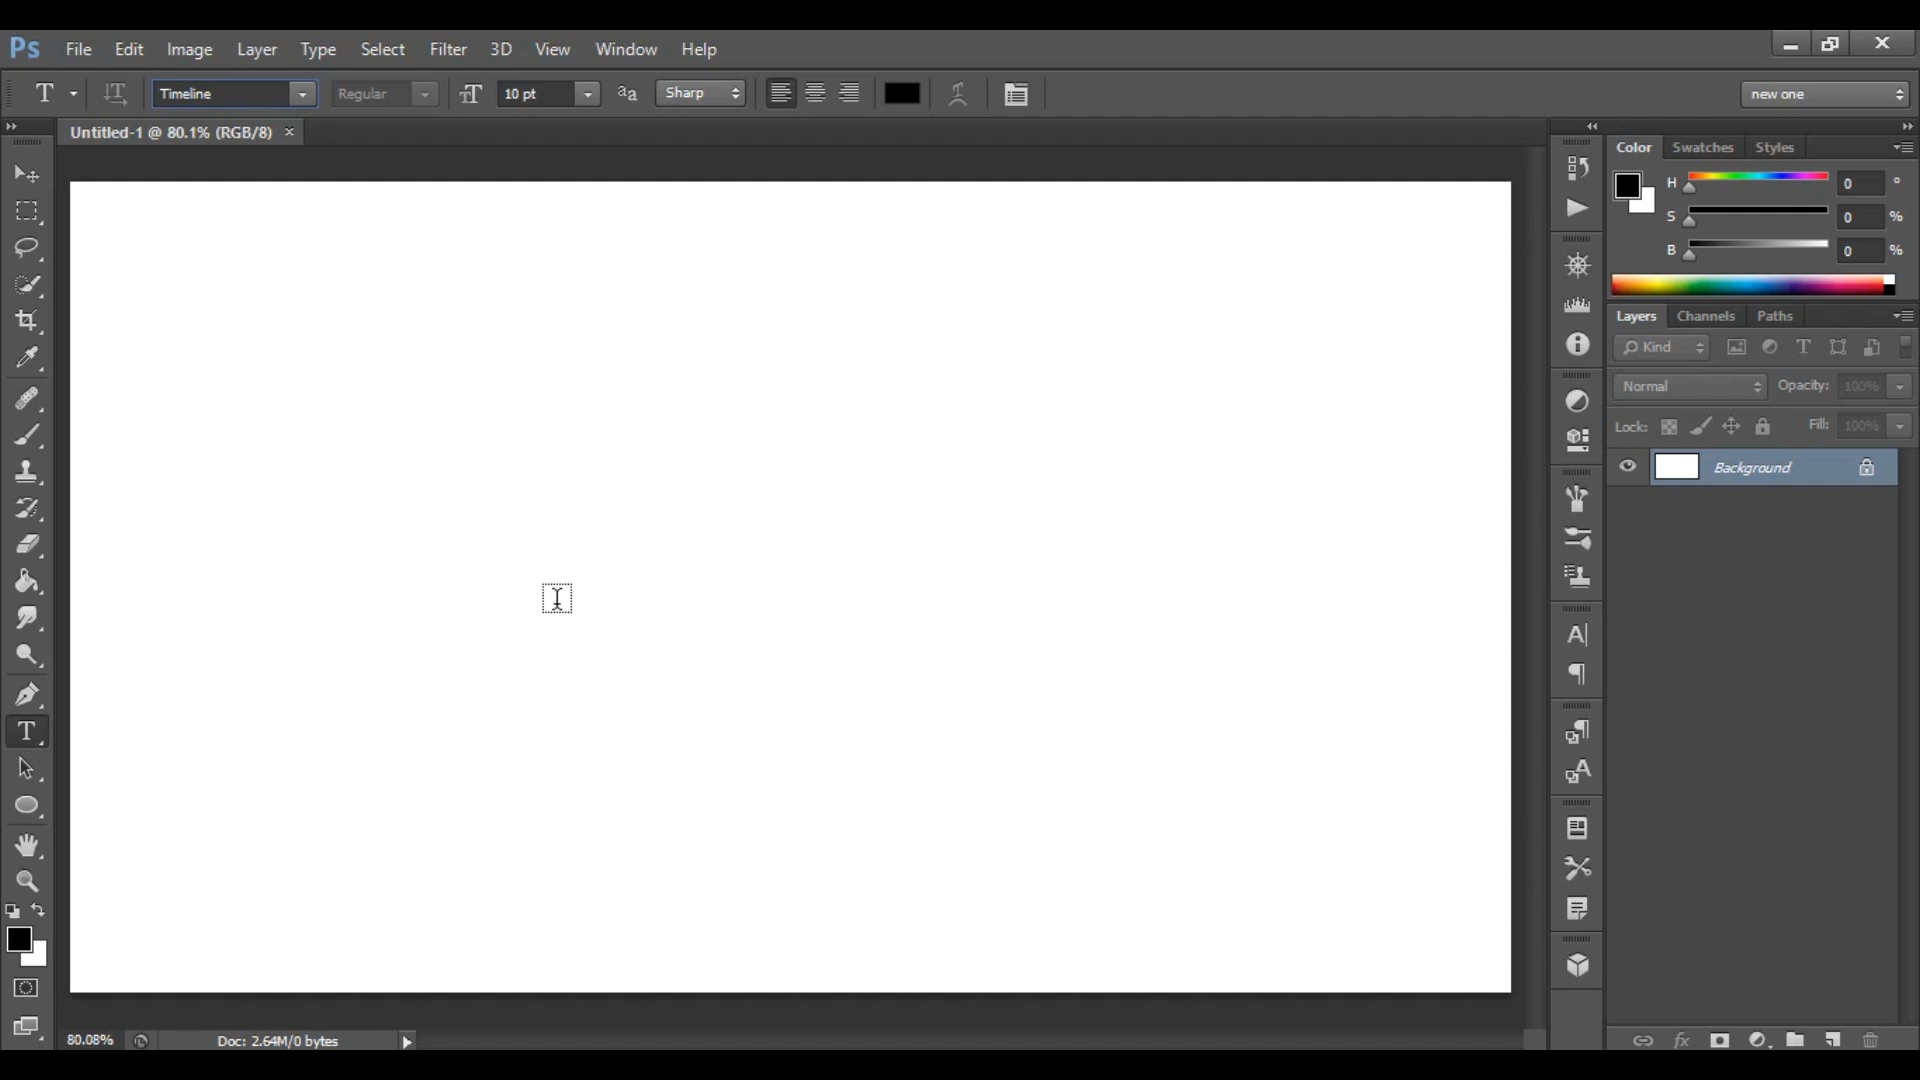 Ps File Edit Image Layer Type Select Filter 3D View Window Help
T Timeline Regular 10 pt aa Sharp new one
Untitled-1 @ 80.1% (RGB/8) ×
Color Swatches Styles
H 0 °
S 0 %
B 0 %
Layers Channels Paths
Kind T
Normal Opacity: 100%
Lock: Fill: 100%
Background
A|
¶
T
80.08% Doc: 2.64M/0 bytes
fx